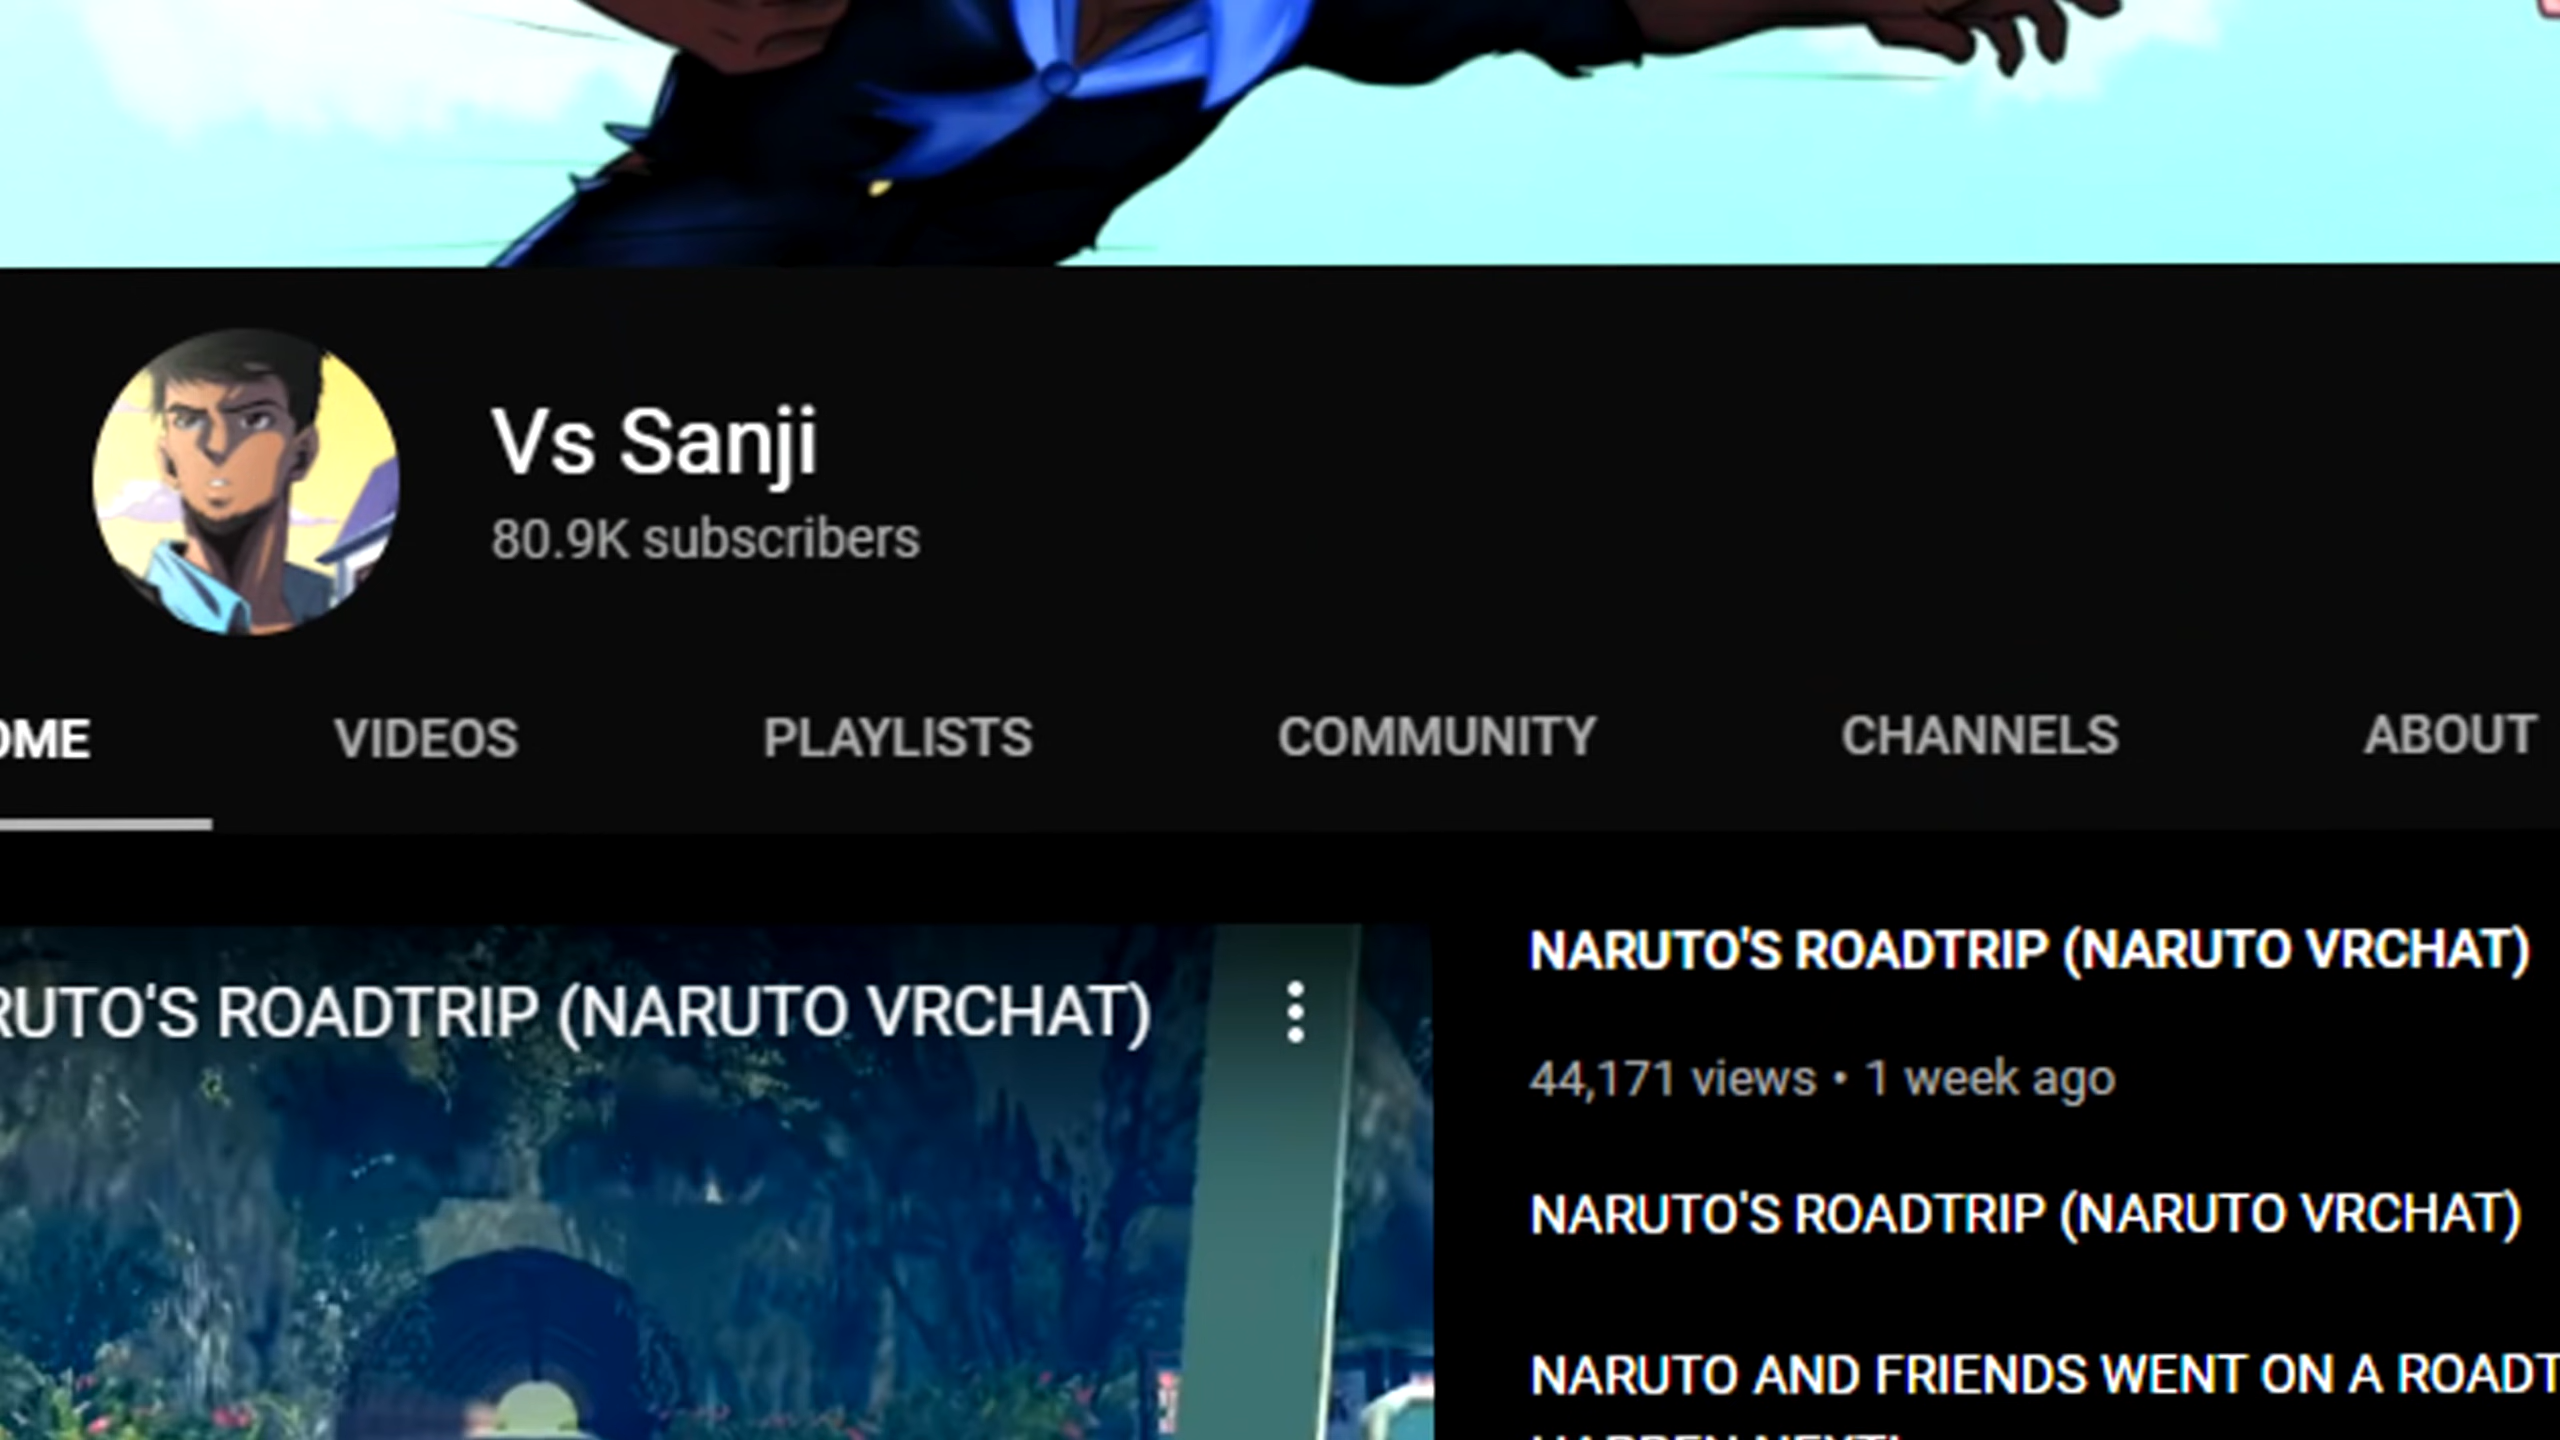 Vs Sanji
80.9K subscribers
OME VIDEOS PLAYLISTS COMMUNITY CHANNELS ABOUT
RUTO'S ROADTRIP (NARUTO VRCHAT)
NARUTO'S ROADTRIP (NARUTO VRCHAT)
44,171 views • 1 week ago
NARUTO'S ROADTRIP (NARUTO VRCHAT)
NARUTO AND FRIENDS WENT ON A ROADT